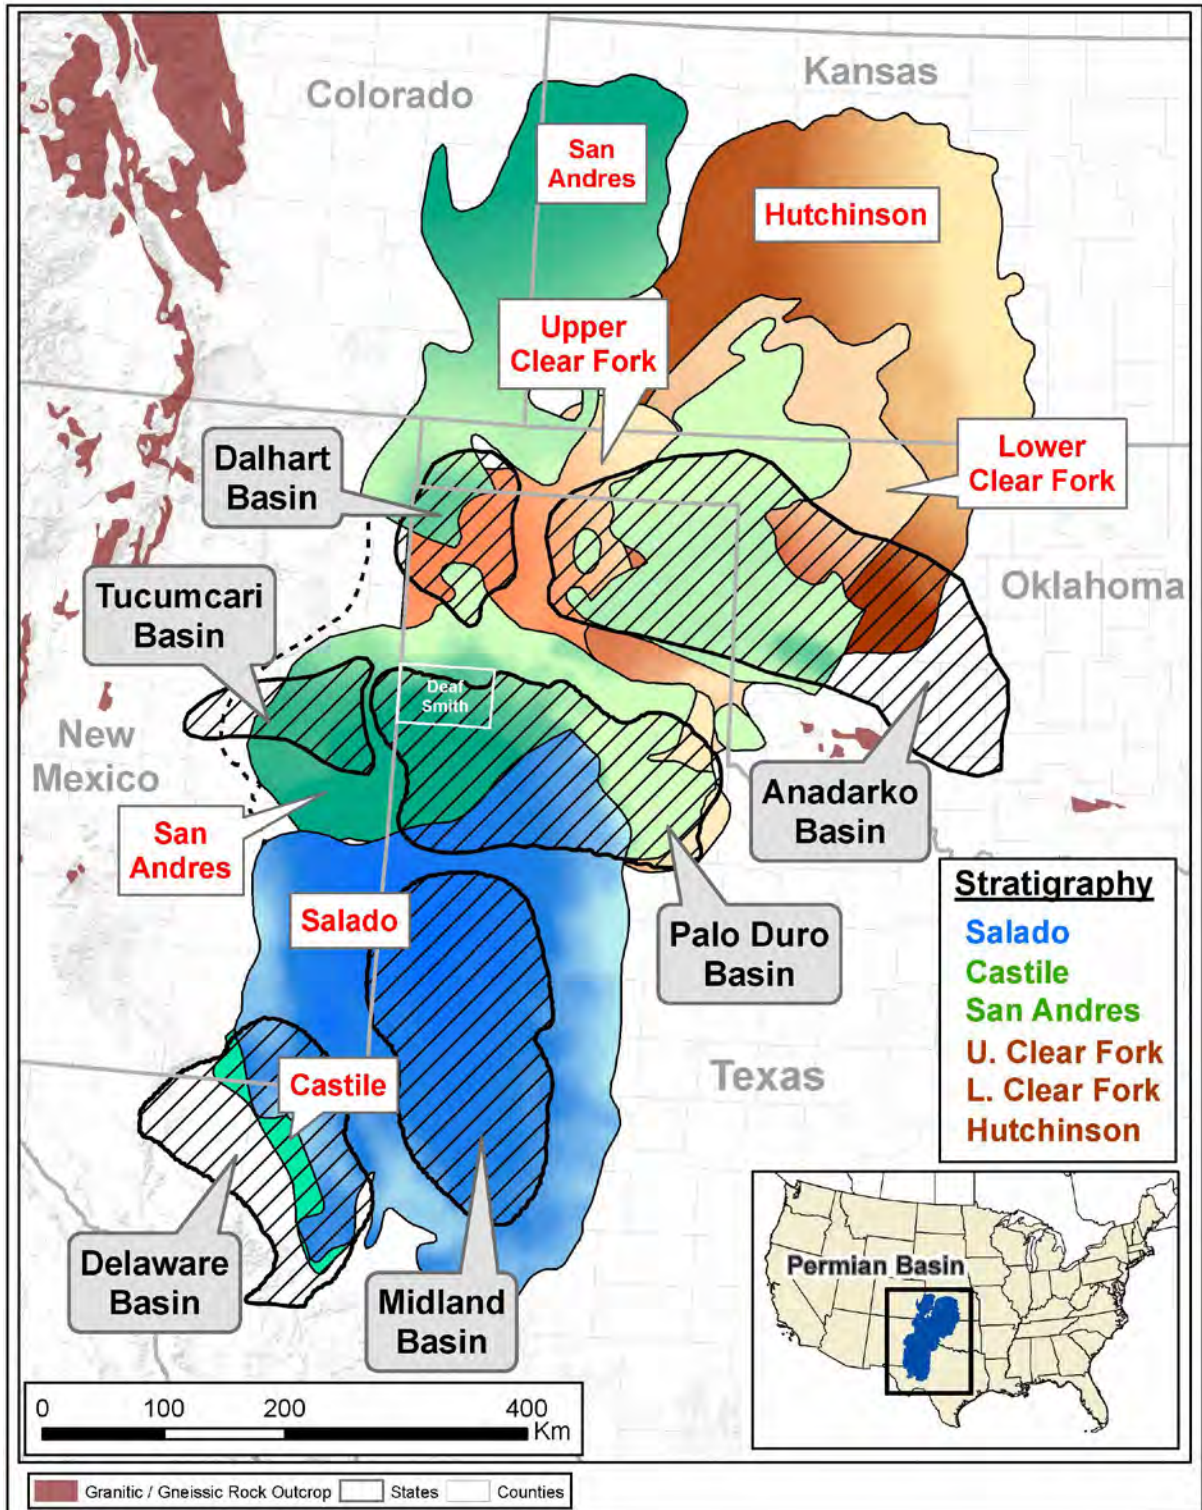 Colorado
Kansas
San
Andres
Hutchinson
Upper
Clear Fork
Lower
Clear Fork
Dalhart
Basin
Oklahoma
Tucumcari
Basin
Deaf
Smith
New
Mexico
Anadarko
Basin
San
Andres
Salado
Palo Duro
Basin
Stratigraphy
Salado
Castile
San Andres
U. Clear Fork
L. Clear Fork
Hutchinson
Texas
Castile
Delaware
Basin
Midland
Basin
Permian Basin
0 100 200 400
Km
Granitic / Gneissic Rock Outcrop States Counties